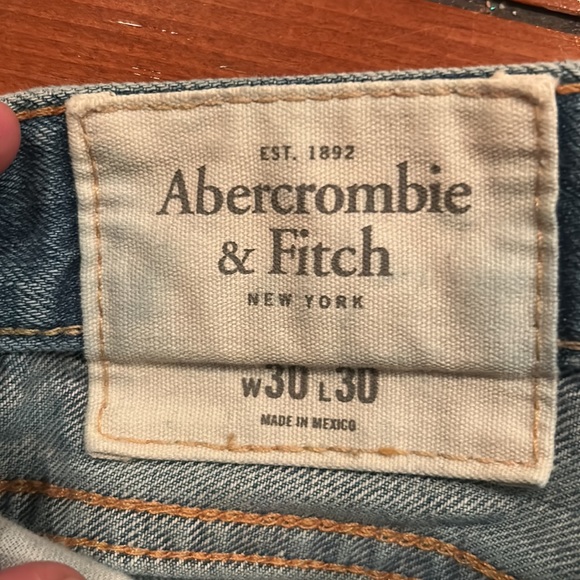 EST. 1892
Abercrombie
& Fitch
NEW YORK
W30 L30
MADE IN MEXICO